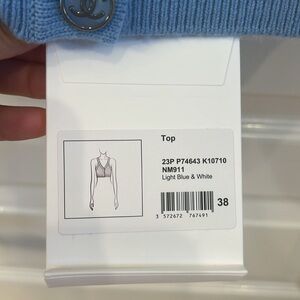 Top
23P P74643 K10710
NM911
Light Blue & White
38
3 572672 767491